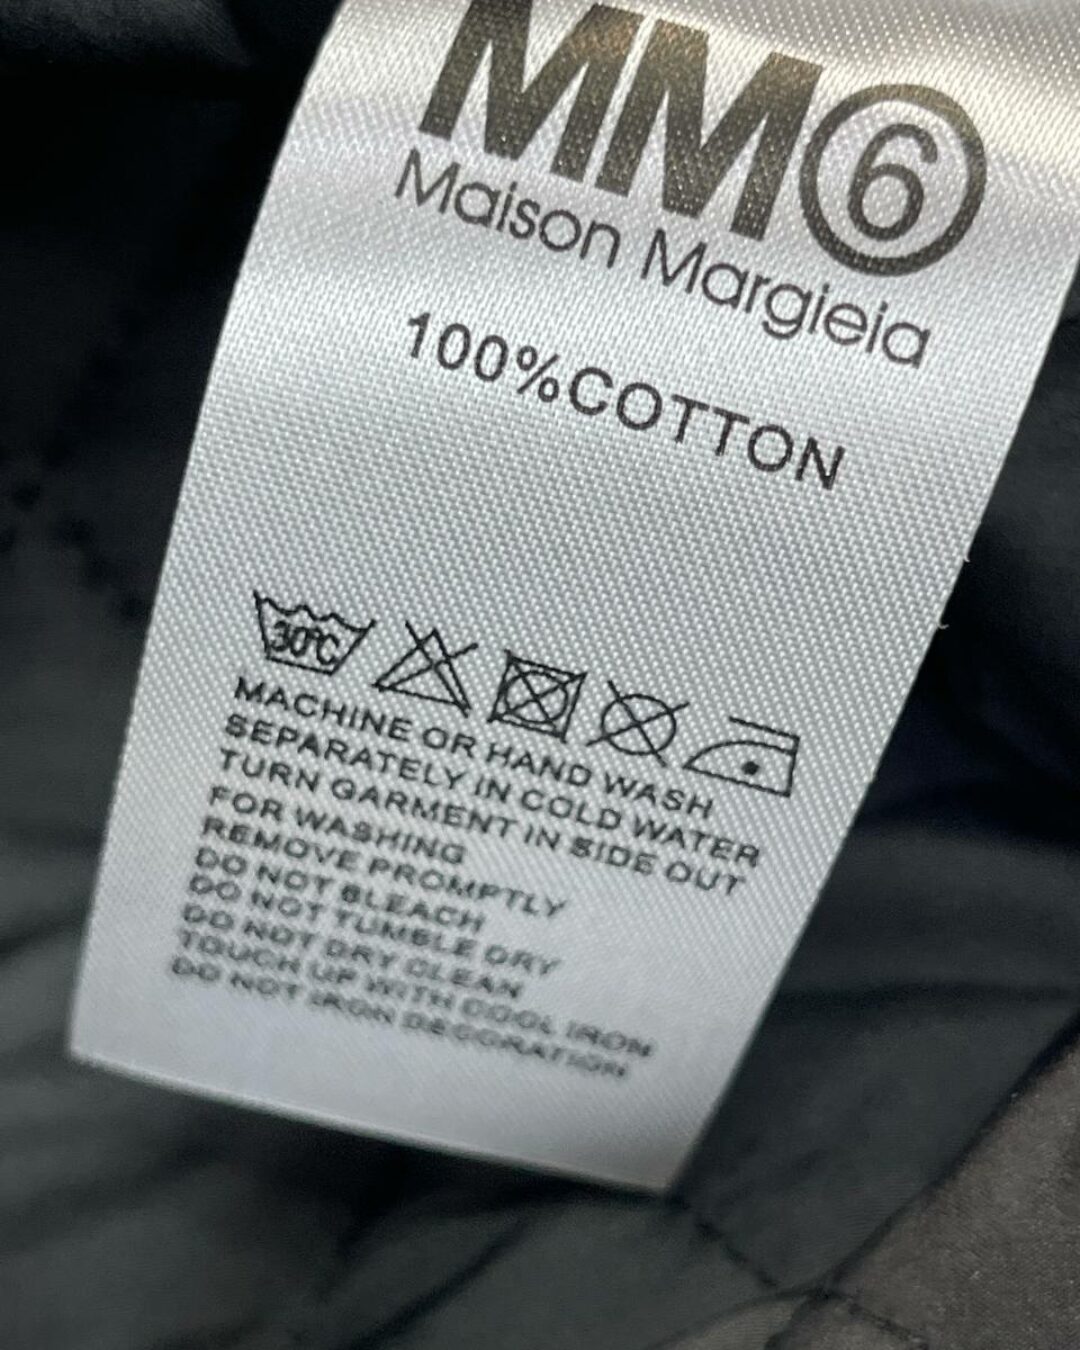 MM6
Maison Margieia
100%COTTON
30°C
MACHINE OR HAND WASH
SEPARATELY IN COLD WATER
TURN GARMENT IN SIDE OUT
FOR WASHING
REMOVE PROMPTLY
DO NOT BLEACH
DO NOT TUMBLE DRY
DO NOT DRY CLEAN
TOUCH UP WITH COOL IRON
DO NOT IRON DECORATION